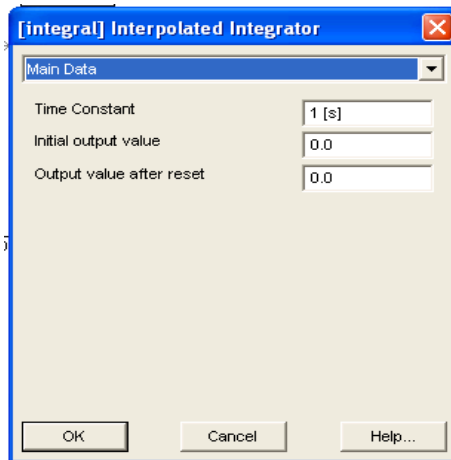 [integral] Interpolated Integrator
Main Data
Time Constant 1 [s]
Initial output value 0.0
Output value after reset 0.0
OK Cancel Help...